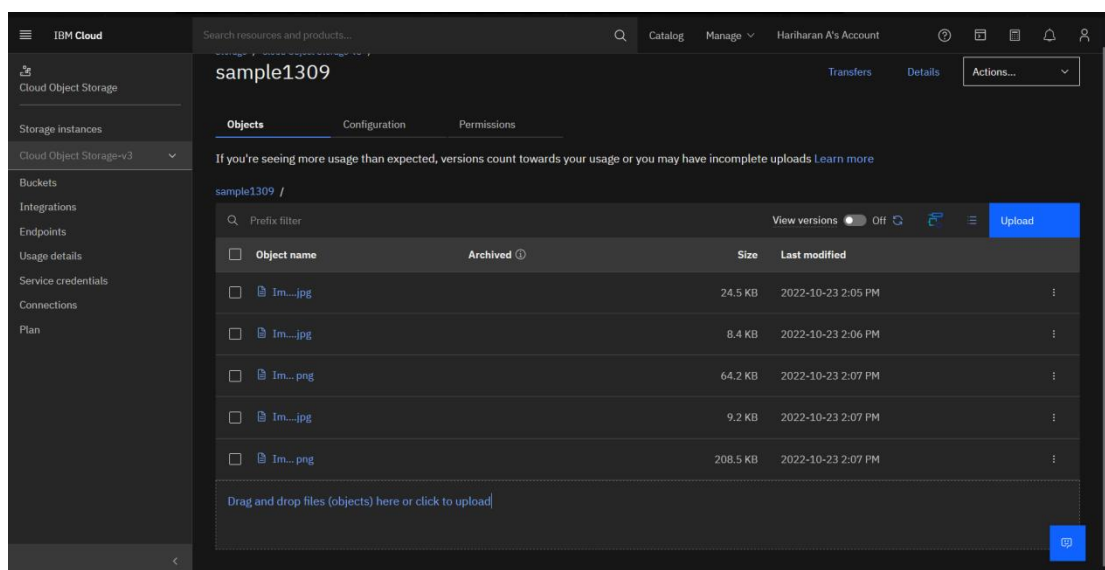 IBM Cloud
Search resources and products...
Catalog
Manage
Hariharan A's Account
Cloud Object Storage
Storage instances
Cloud Object Storage-v3
Buckets
Integrations
Endpoints
Usage details
Service credentials
Connections
Plan
sample1309
Transfers
Details
Actions...
Objects
Configuration
Permissions
If you're seeing more usage than expected, versions count towards your usage or you may have incomplete uploads Learn more
sample1309 /
Prefix filter
View versions Off
Upload
Object name Archived Size Last modified
Im....jpg 24.5 KB 2022-10-23 2:05 PM
Im....jpg 8.4 KB 2022-10-23 2:06 PM
Im... png 64.2 KB 2022-10-23 2:07 PM
Im....jpg 9.2 KB 2022-10-23 2:07 PM
Im... png 208.5 KB 2022-10-23 2:07 PM
Drag and drop files (objects) here or click to upload